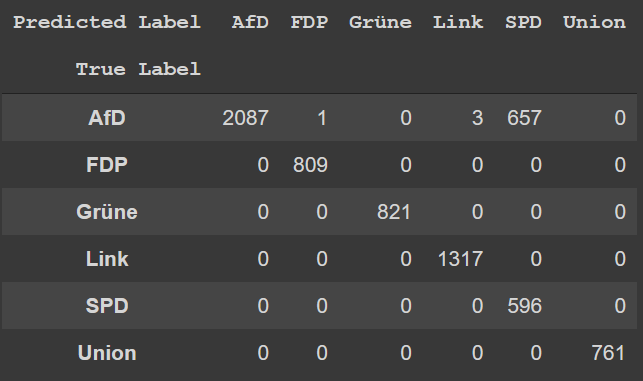 Predicted Label AfD FDP Grüne Link SPD Union
True Label
AfD 2087 1 0 3 657 0
FDP 0 809 0 0 0 0
Grüne 0 0 821 0 0 0
Link 0 0 0 1317 0 0
SPD 0 0 0 0 596 0
Union 0 0 0 0 0 761